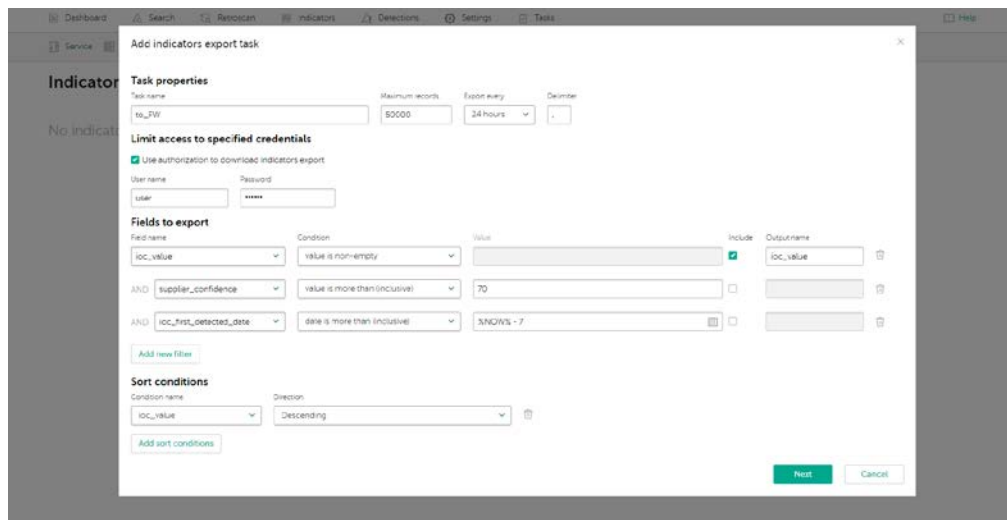 Dashboard Search Retroscan Indicators Detections Settings Tasks Help
Service
Add indicators export task
Indicator
No indicato
Task properties
Task name Maximum records Export every Delimiter
to_FW 50000 24 hours
Limit access to specified credentials
Use authorization to download indicators export
User name Password
user ••••••
Fields to export
Field name Condition Value Include Output name
ioc_value value is non-empty ioc_value
AND supplier_confidence value is more than (inclusive) 70
AND ioc_first_detected_date date is more than (inclusive) %NOW% - 7
Add new filter
Sort conditions
Condition name Direction
ioc_value Descending
Add sort conditions
Next Cancel